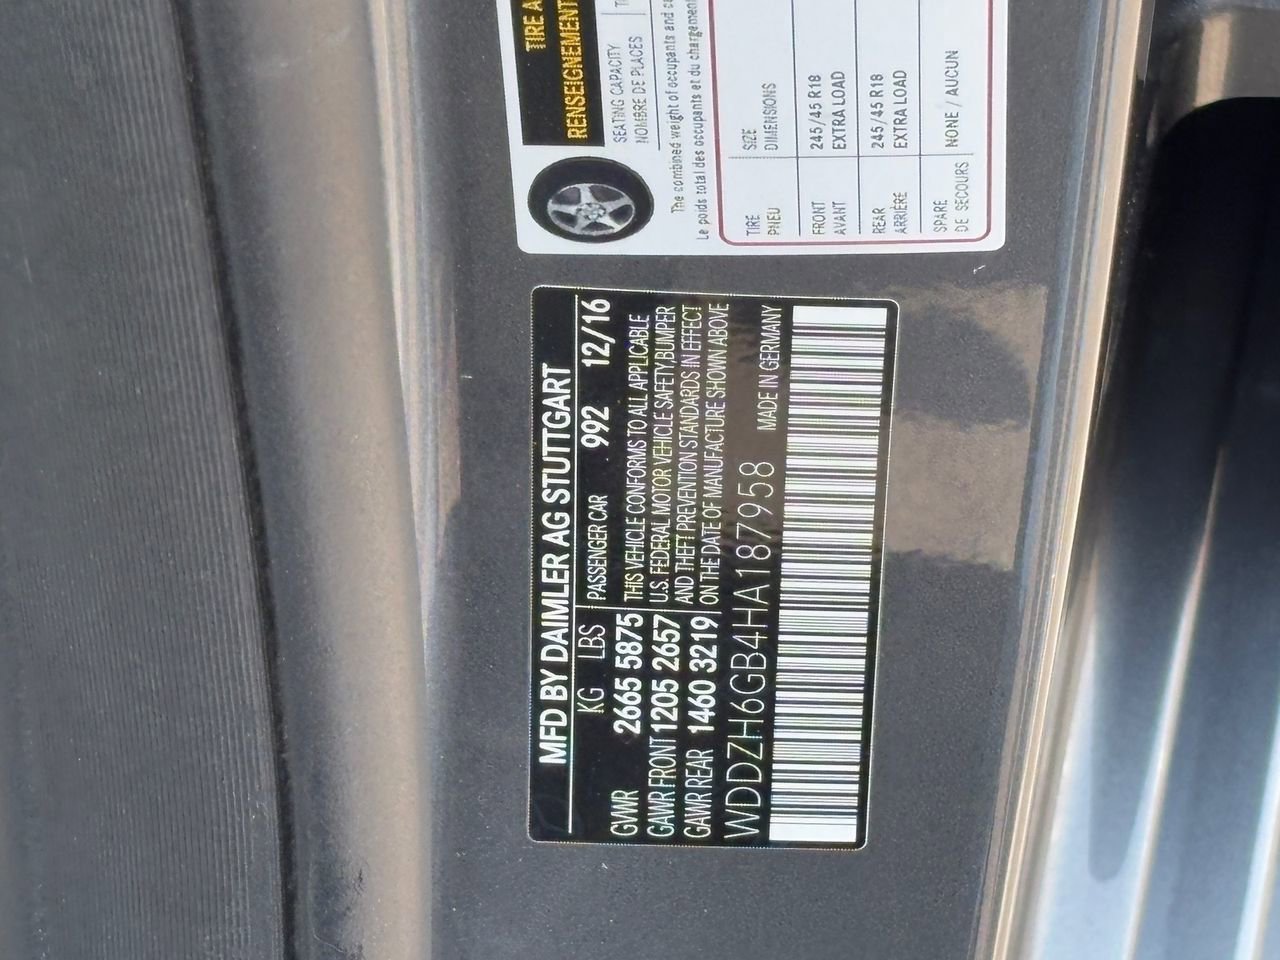 TIRE A
RENSEIGNEMENT
SEATING CAPACITY
NOMBRE DE PLACES
The combined weight of occupants and
Le poids total des occupants et du chargement
TIRE SIZE
PNEU DIMENSIONS
FRONT 245/45 R18
AVANT EXTRA LOAD
REAR 245/45 R18
ARRIÈRE EXTRA LOAD
SPARE NONE / AUCUN
DE SECOURS
MFD BY DAIMLER AG STUTTGART
KG LBS PASSENGER CAR 992 12/16
GVWR 2665 5875 THIS VEHICLE CONFORMS TO ALL APPLICABLE
GAWR FRONT 1205 2657 U.S. FEDERAL MOTOR VEHICLE SAFETY,BUMPER
GAWR REAR 1460 3219 AND THEFT PREVENTION STANDARDS IN EFFECT
ON THE DATE OF MANUFACTURE SHOWN ABOVE
WDDZH6GB4HA187958 MADE IN GERMANY